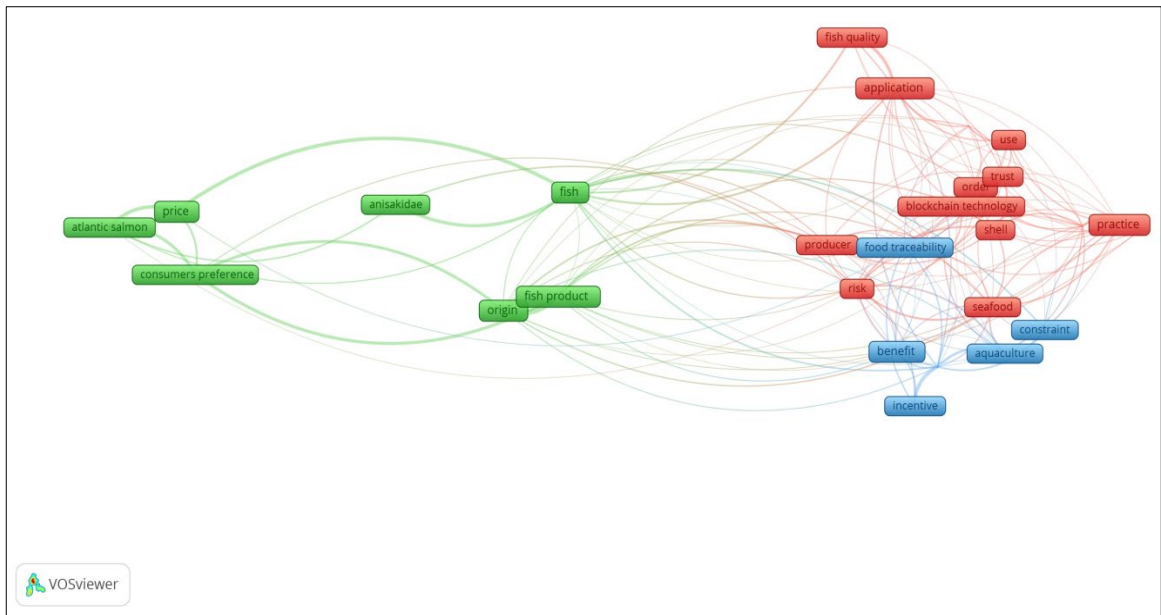 fish quality
application
use
trust
order
fish
anisakidae
blockchain technology
price
atlantic salmon
practice
shell
producer
food traceability
consumers preference
risk
fish product
origin
seafood
constraint
benefit
aquaculture
incentive
VOSviewer